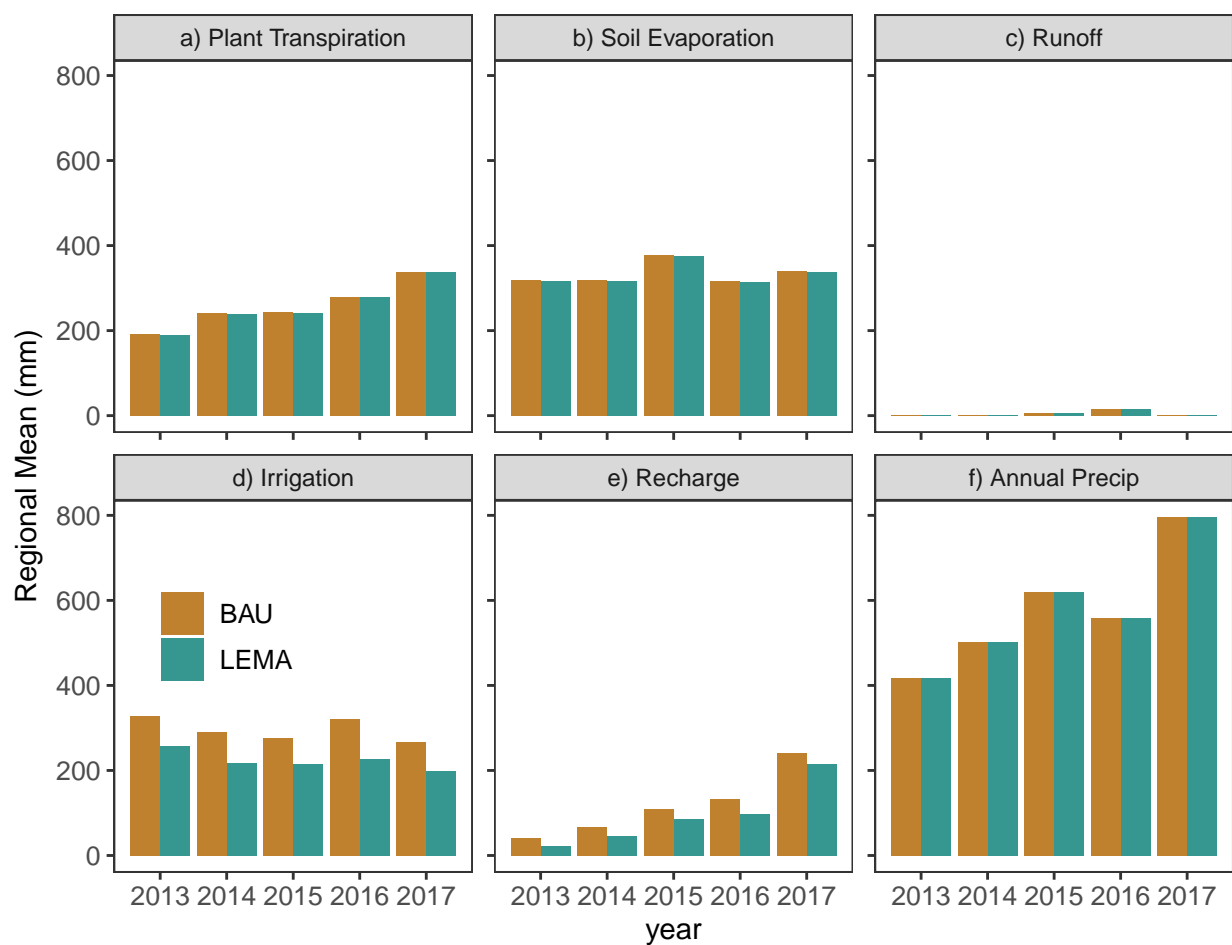 a) Plant Transpiration
b) Soil Evaporation
c) Runoff
800
600
400
200
0
Regional Mean (mm)
d) Irrigation
e) Recharge
f) Annual Precip
800
600
400
200
0
BAU
LEMA
2013 2014 2015 2016 2017
2013 2014 2015 2016 2017
2013 2014 2015 2016 2017
year